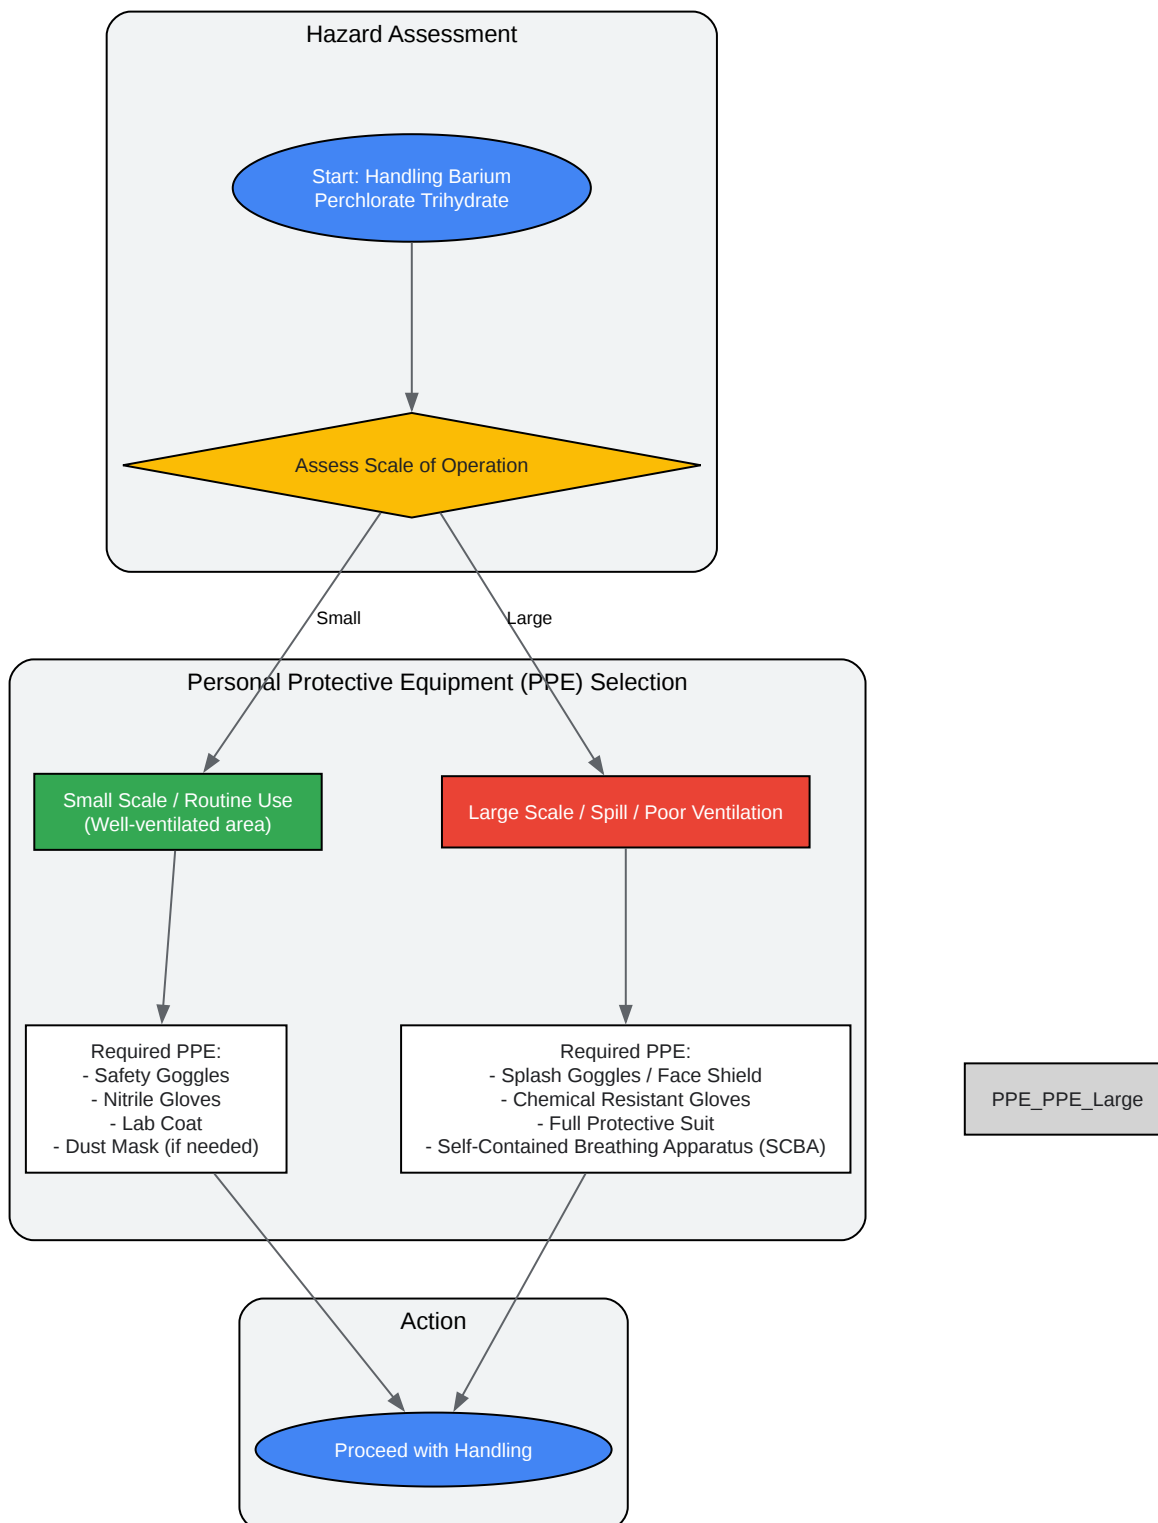 Hazard Assessment
Start: Handling Barium
Perchlorate Trihydrate
Assess Scale of Operation
Small
Large
Personal Protective Equipment (PPE) Selection
Small Scale / Routine Use
(Well-ventilated area)
Large Scale / Spill / Poor Ventilation
Required PPE:
- Safety Goggles
- Nitrile Gloves
- Lab Coat
- Dust Mask (if needed)
Required PPE:
- Splash Goggles / Face Shield
- Chemical Resistant Gloves
- Full Protective Suit
- Self-Contained Breathing Apparatus (SCBA)
PPE_PPE_Large
Action
Proceed with Handling